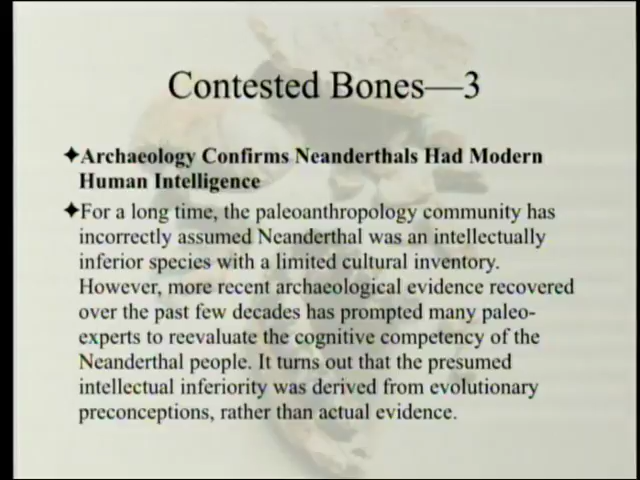 Contested Bones—3
✦Archaeology Confirms Neanderthals Had Modern
Human Intelligence
✦For a long time, the paleoanthropology community has
incorrectly assumed Neanderthal was an intellectually
inferior species with a limited cultural inventory.
However, more recent archaeological evidence recovered
over the past few decades has prompted many paleo-
experts to reevaluate the cognitive competency of the
Neanderthal people. It turns out that the presumed
intellectual inferiority was derived from evolutionary
preconceptions, rather than actual evidence.